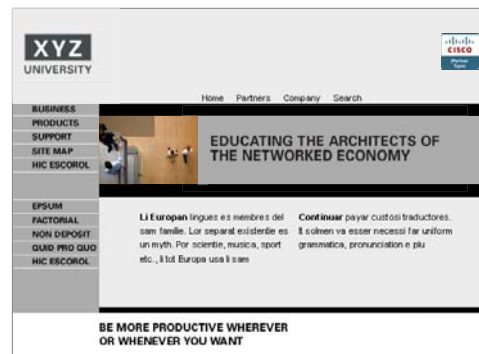 XYZ
UNIVERSITY
CISCO
Home Partners Company Search
BUSINESS
PRODUCTS
SUPPORT
SITE MAP
HIC ESCOROL
EDUCATING THE ARCHITECTS OF
THE NETWORKED ECONOMY
EPSUM
FACTORIAL
NON DEPOSIT
QUID PRO QUO
HIC ESCOROL
Li Europan lingues es membres del
sam familie. Lor separat existentie es
un myth. Por scientie, musica, sport
etc., li tot Europa usa li sam
Continuar payar custosi traductores.
It solmen va esser necessi far uniform
grammatica, pronunciation e plu
BE MORE PRODUCTIVE WHEREVER
OR WHENEVER YOU WANT